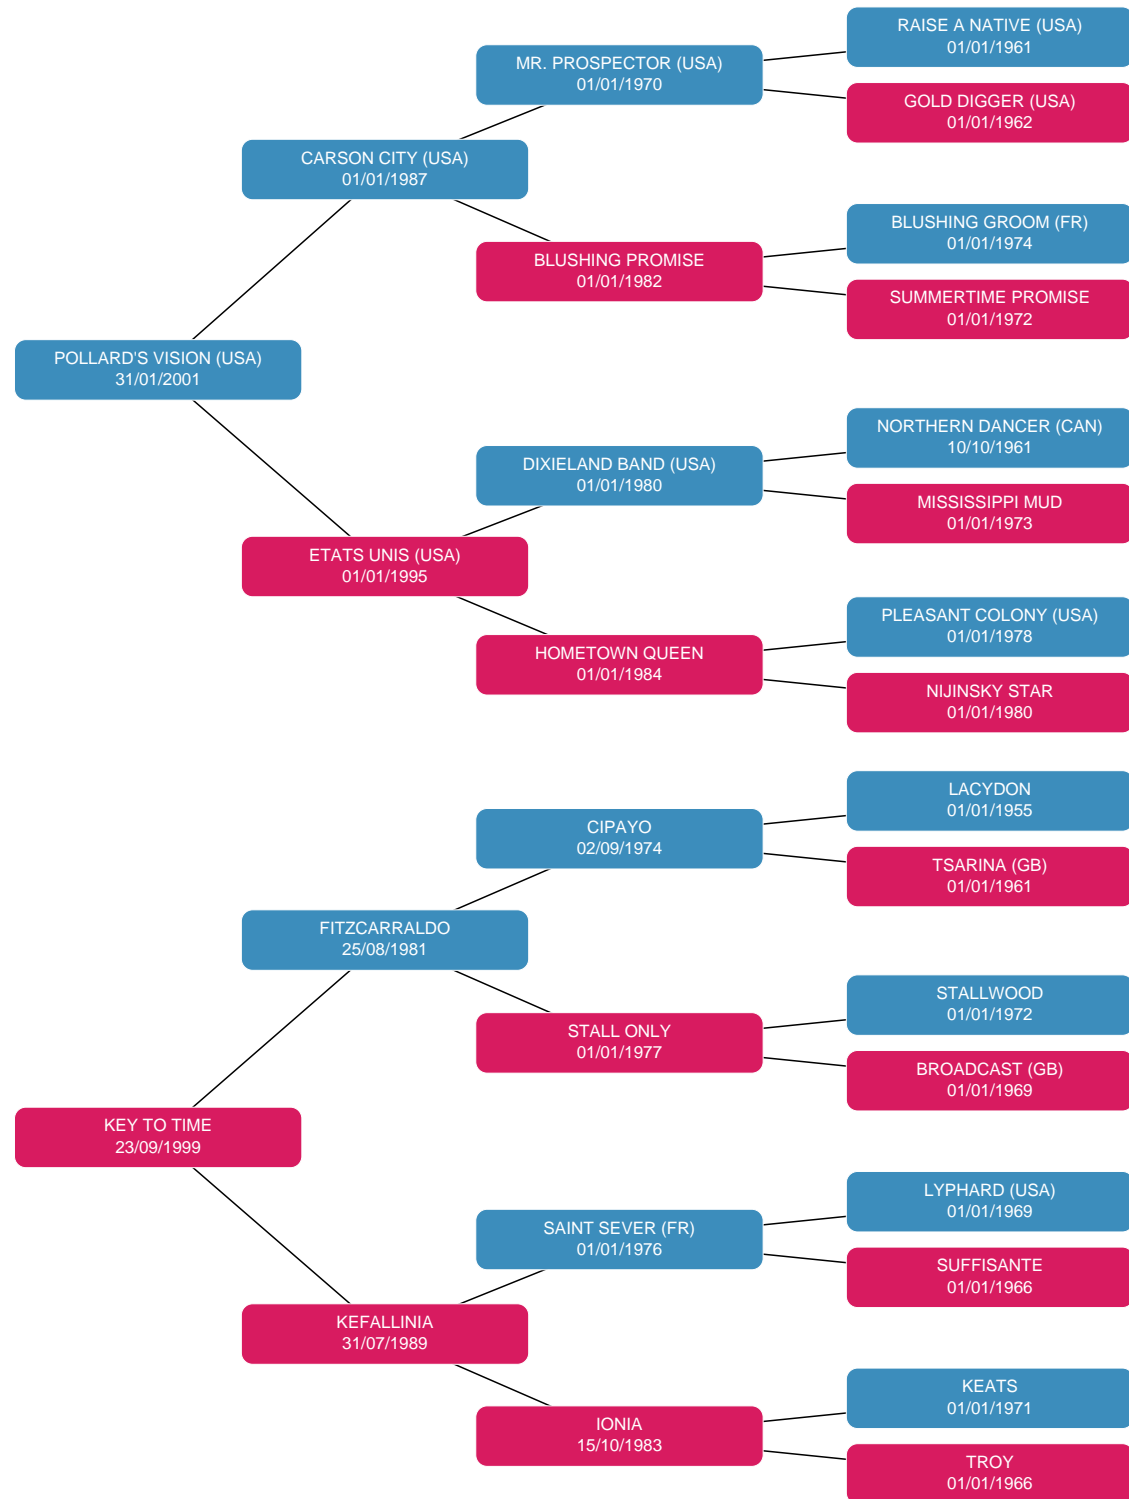 RAISE A NATIVE (USA)
01/01/1961
MR. PROSPECTOR (USA)
01/01/1970
GOLD DIGGER (USA)
01/01/1962
CARSON CITY (USA)
01/01/1987
BLUSHING GROOM (FR)
01/01/1974
BLUSHING PROMISE
01/01/1982
SUMMERTIME PROMISE
01/01/1972
POLLARD'S VISION (USA)
31/01/2001
NORTHERN DANCER (CAN)
10/10/1961
DIXIELAND BAND (USA)
01/01/1980
MISSISSIPPI MUD
01/01/1973
ETATS UNIS (USA)
01/01/1995
PLEASANT COLONY (USA)
01/01/1978
HOMETOWN QUEEN
01/01/1984
NIJINSKY STAR
01/01/1980
LACYDON
01/01/1955
CIPAYO
02/09/1974
TSARINA (GB)
01/01/1961
FITZCARRALDO
25/08/1981
STALLWOOD
01/01/1972
STALL ONLY
01/01/1977
BROADCAST (GB)
01/01/1969
KEY TO TIME
23/09/1999
LYPHARD (USA)
01/01/1969
SAINT SEVER (FR)
01/01/1976
SUFFISANTE
01/01/1966
KEFALLINIA
31/07/1989
KEATS
01/01/1971
IONIA
15/10/1983
TROY
01/01/1966